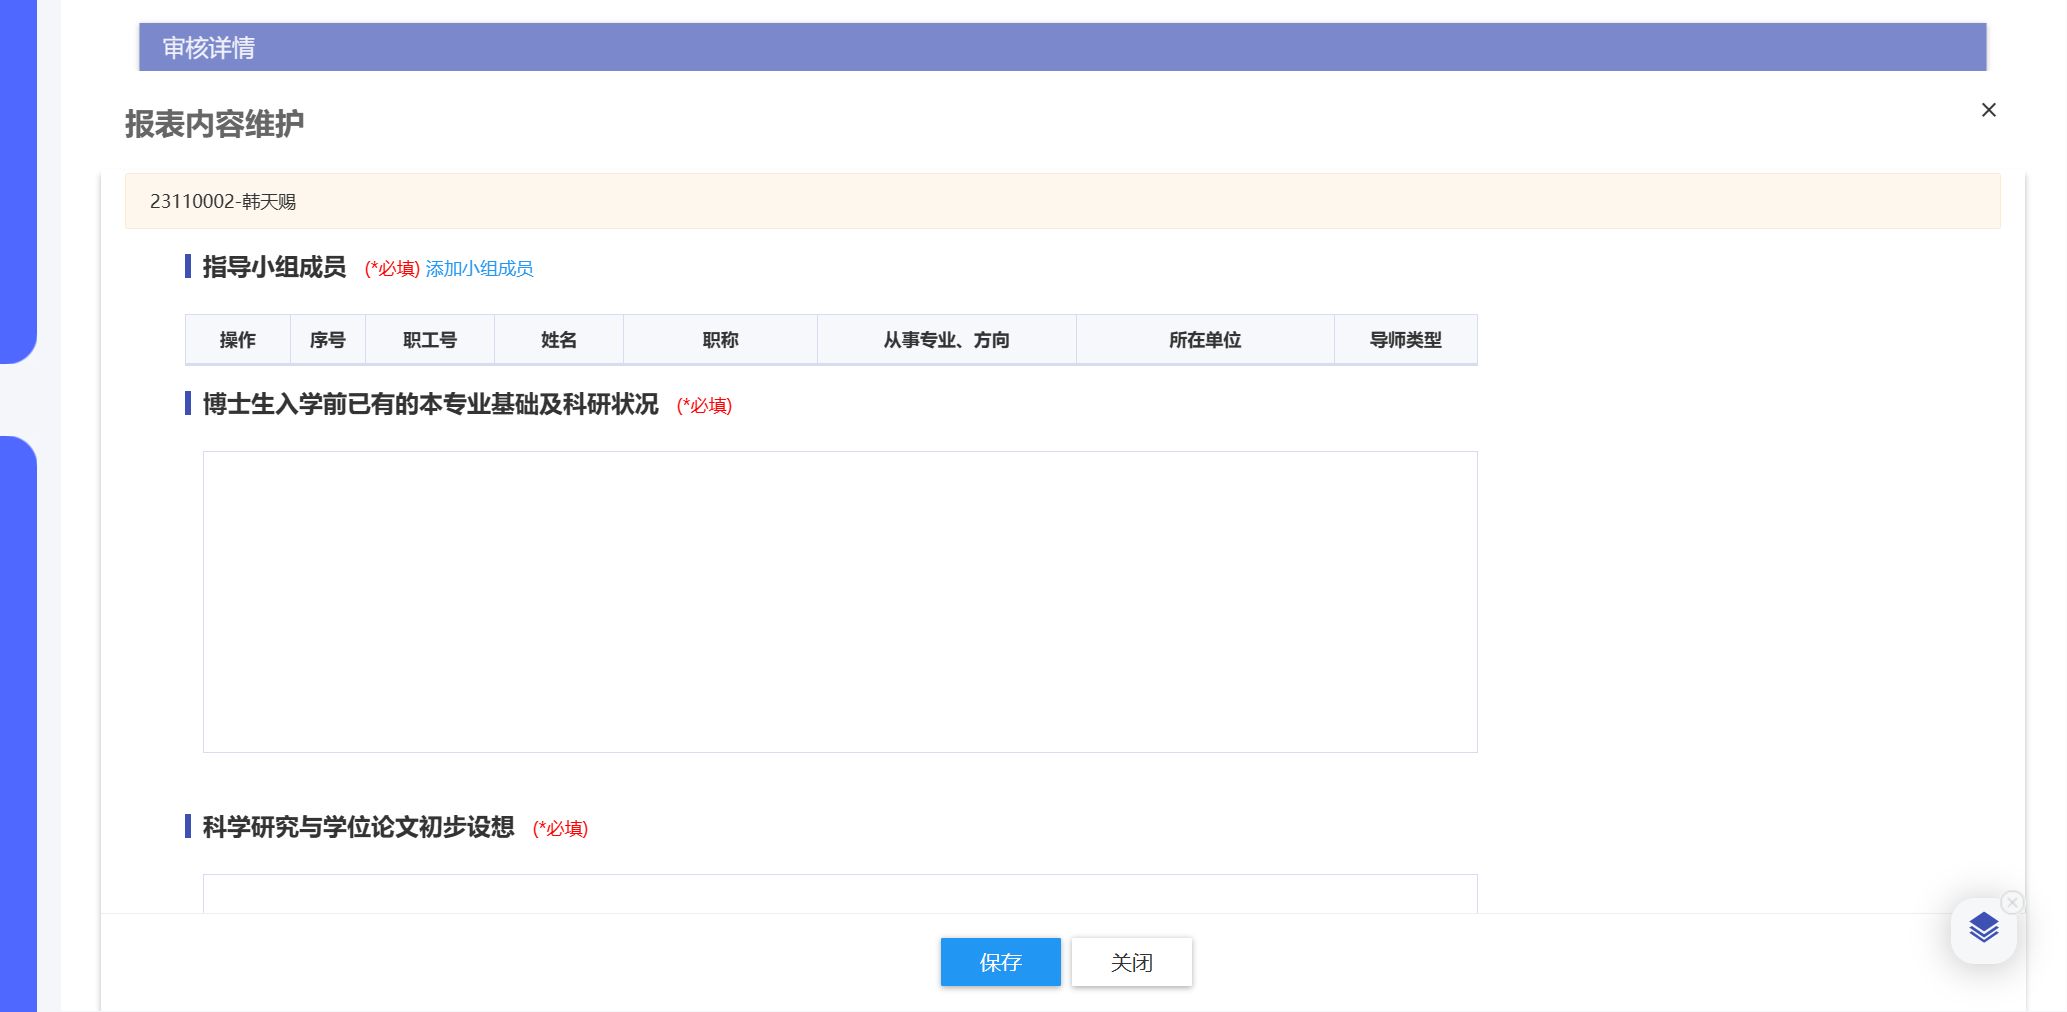 审核详情
报表内容维护
23110002-韩天赐
指导小组成员 (*必填) 添加小组成员
操作 序号 职工号 姓名 职称 从事专业、方向 所在单位 导师类型
博士生入学前已有的本专业基础及科研状况 (*必填)
科学研究与学位论文初步设想 (*必填)
保存 关闭